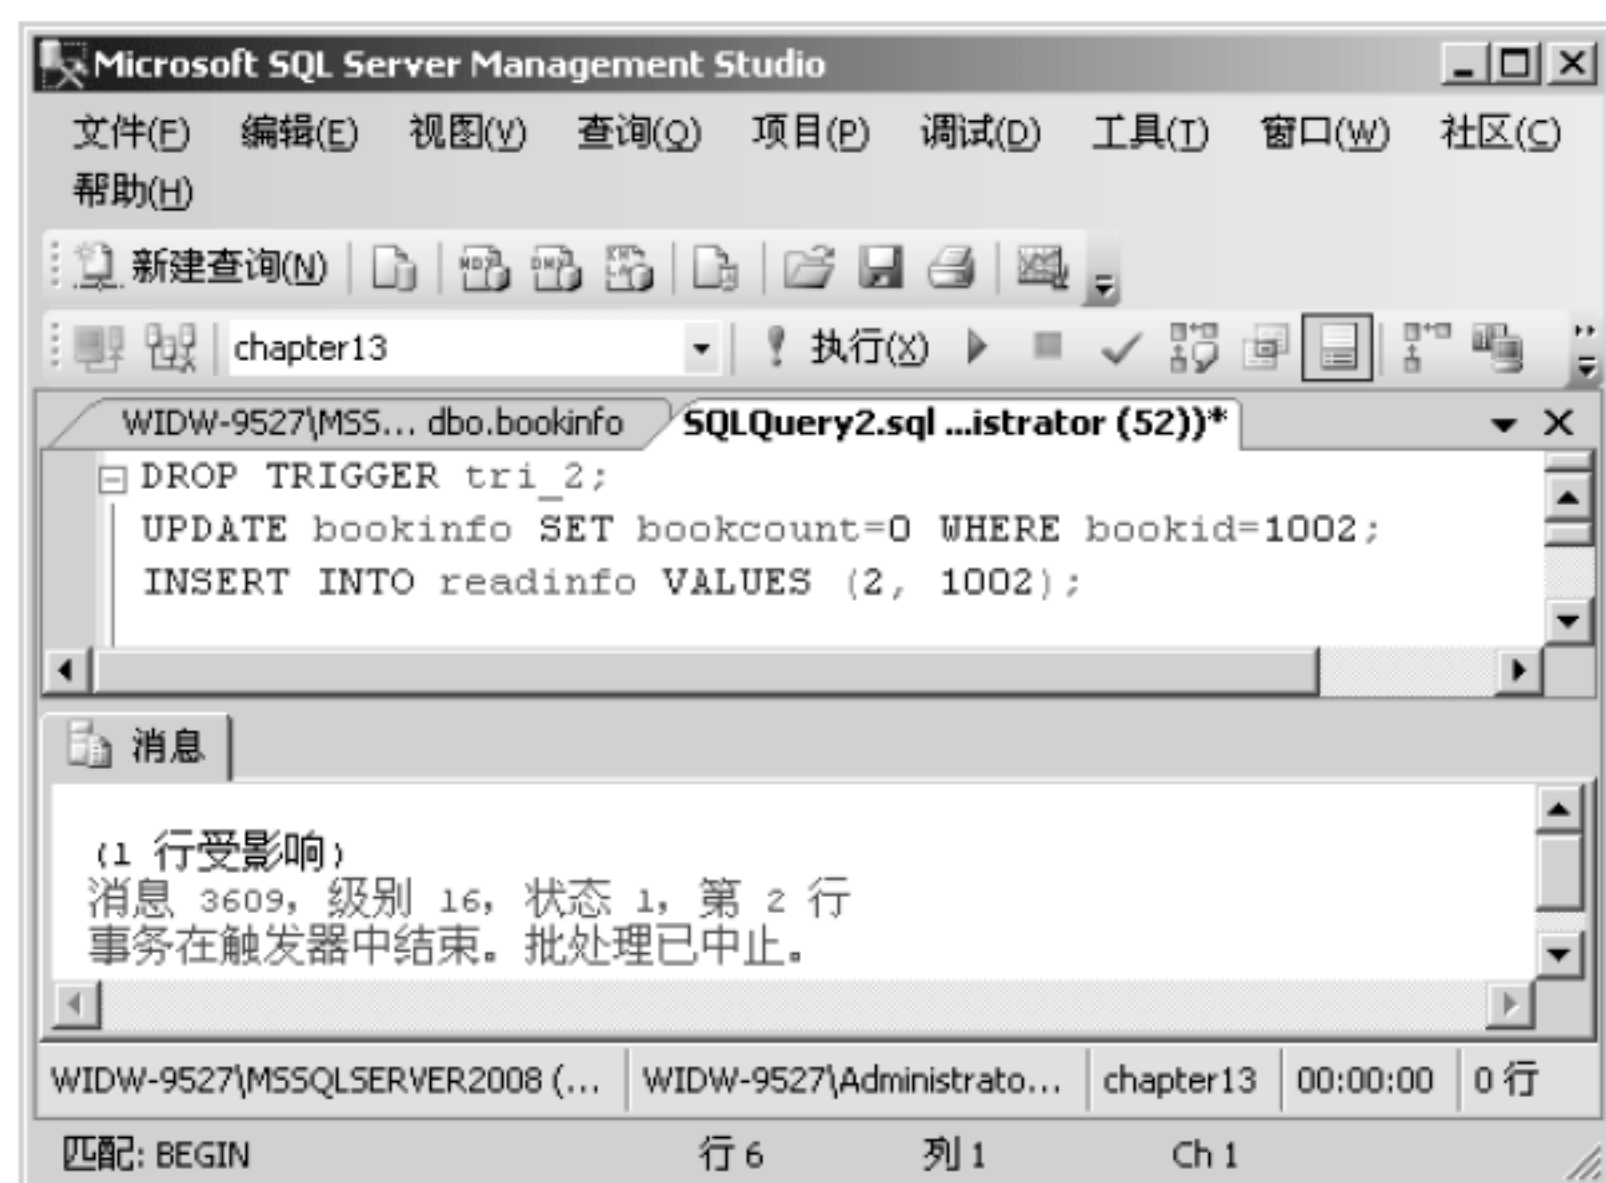 Microsoft SQL Server Management Studio
文件(F) 编辑(E) 视图(V) 查询(Q) 项目(P) 调试(D) 工具(T) 窗口(W) 社区(C)
帮助(H)
新建查询(N)
chapter13 执行(X)
WIDW-9527\MSS... dbo.bookinfo SQLQuery2.sql ...istrator (52))*
DROP TRIGGER tri_2;
UPDATE bookinfo SET bookcount=0 WHERE bookid=1002;
INSERT INTO readinfo VALUES (2, 1002);
消息
(1 行受影响)
消息 3609，级别 16，状态 1，第 2 行
事务在触发器中结束。批处理已中止。
WIDW-9527\MSSQLSERVER2008 (... WIDW-9527\Administrato... chapter13 00:00:00 0 行
匹配: BEGIN 行 6 列 1 Ch 1